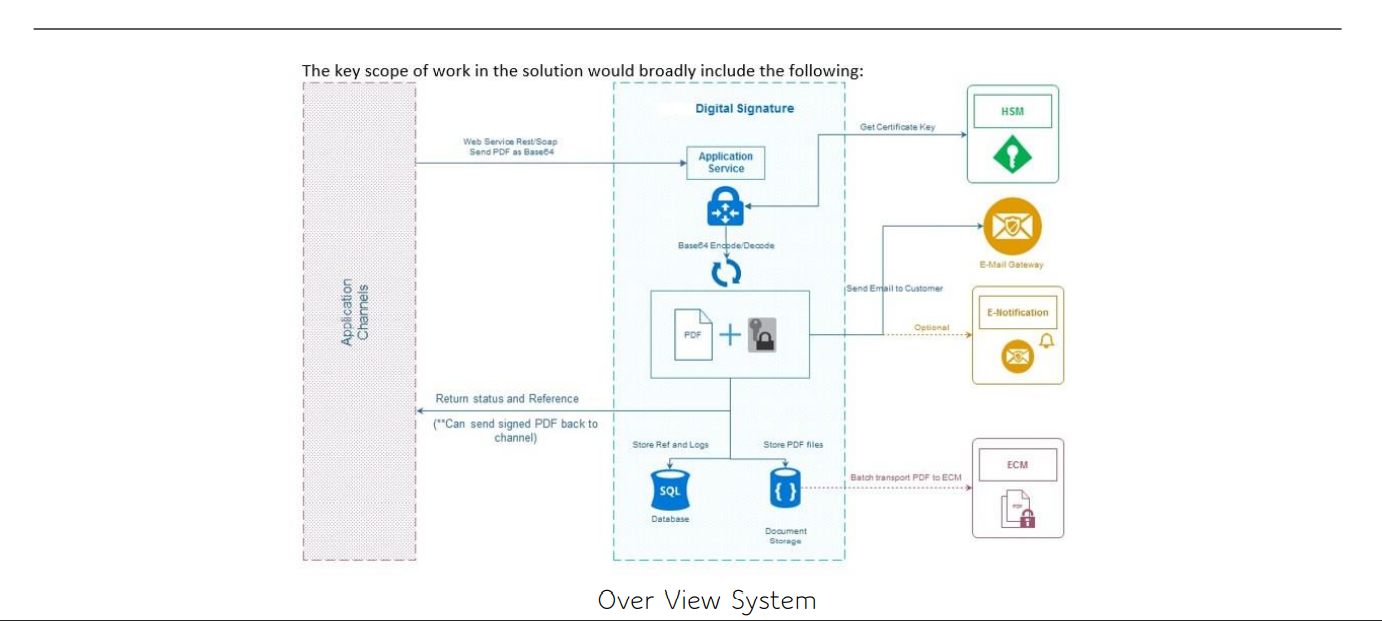 The key scope of work in the solution would broadly include the following:
Digital Signature
HSM
Get Certificate Key
Web Service Rest/Soap
Send PDF as Base64
Application
Service
Base64 Encode/Decode
E-Mail Gateway
Send Email to Customer
Application
Channels
E-Notification
Optional
PDF
Return status and Reference
(**Can send signed PDF back to
channel)
Store Ref and Logs
Store PDF files
ECM
Batch transport PDF to ECM
SQL
{ }
PDF
Database
Document
Storage
Over View System